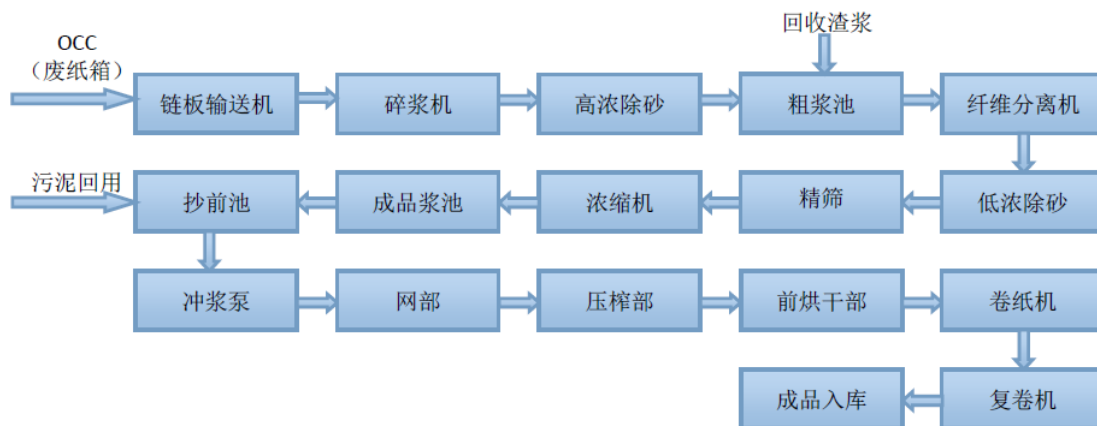 回收渣浆
OCC
（废纸箱）
链板输送机
碎浆机
高浓除砂
粗浆池
纤维分离机
污泥回用
抄前池
成品浆池
浓缩机
精筛
低浓除砂
冲浆泵
网部
压榨部
前烘干部
卷纸机
成品入库
复卷机